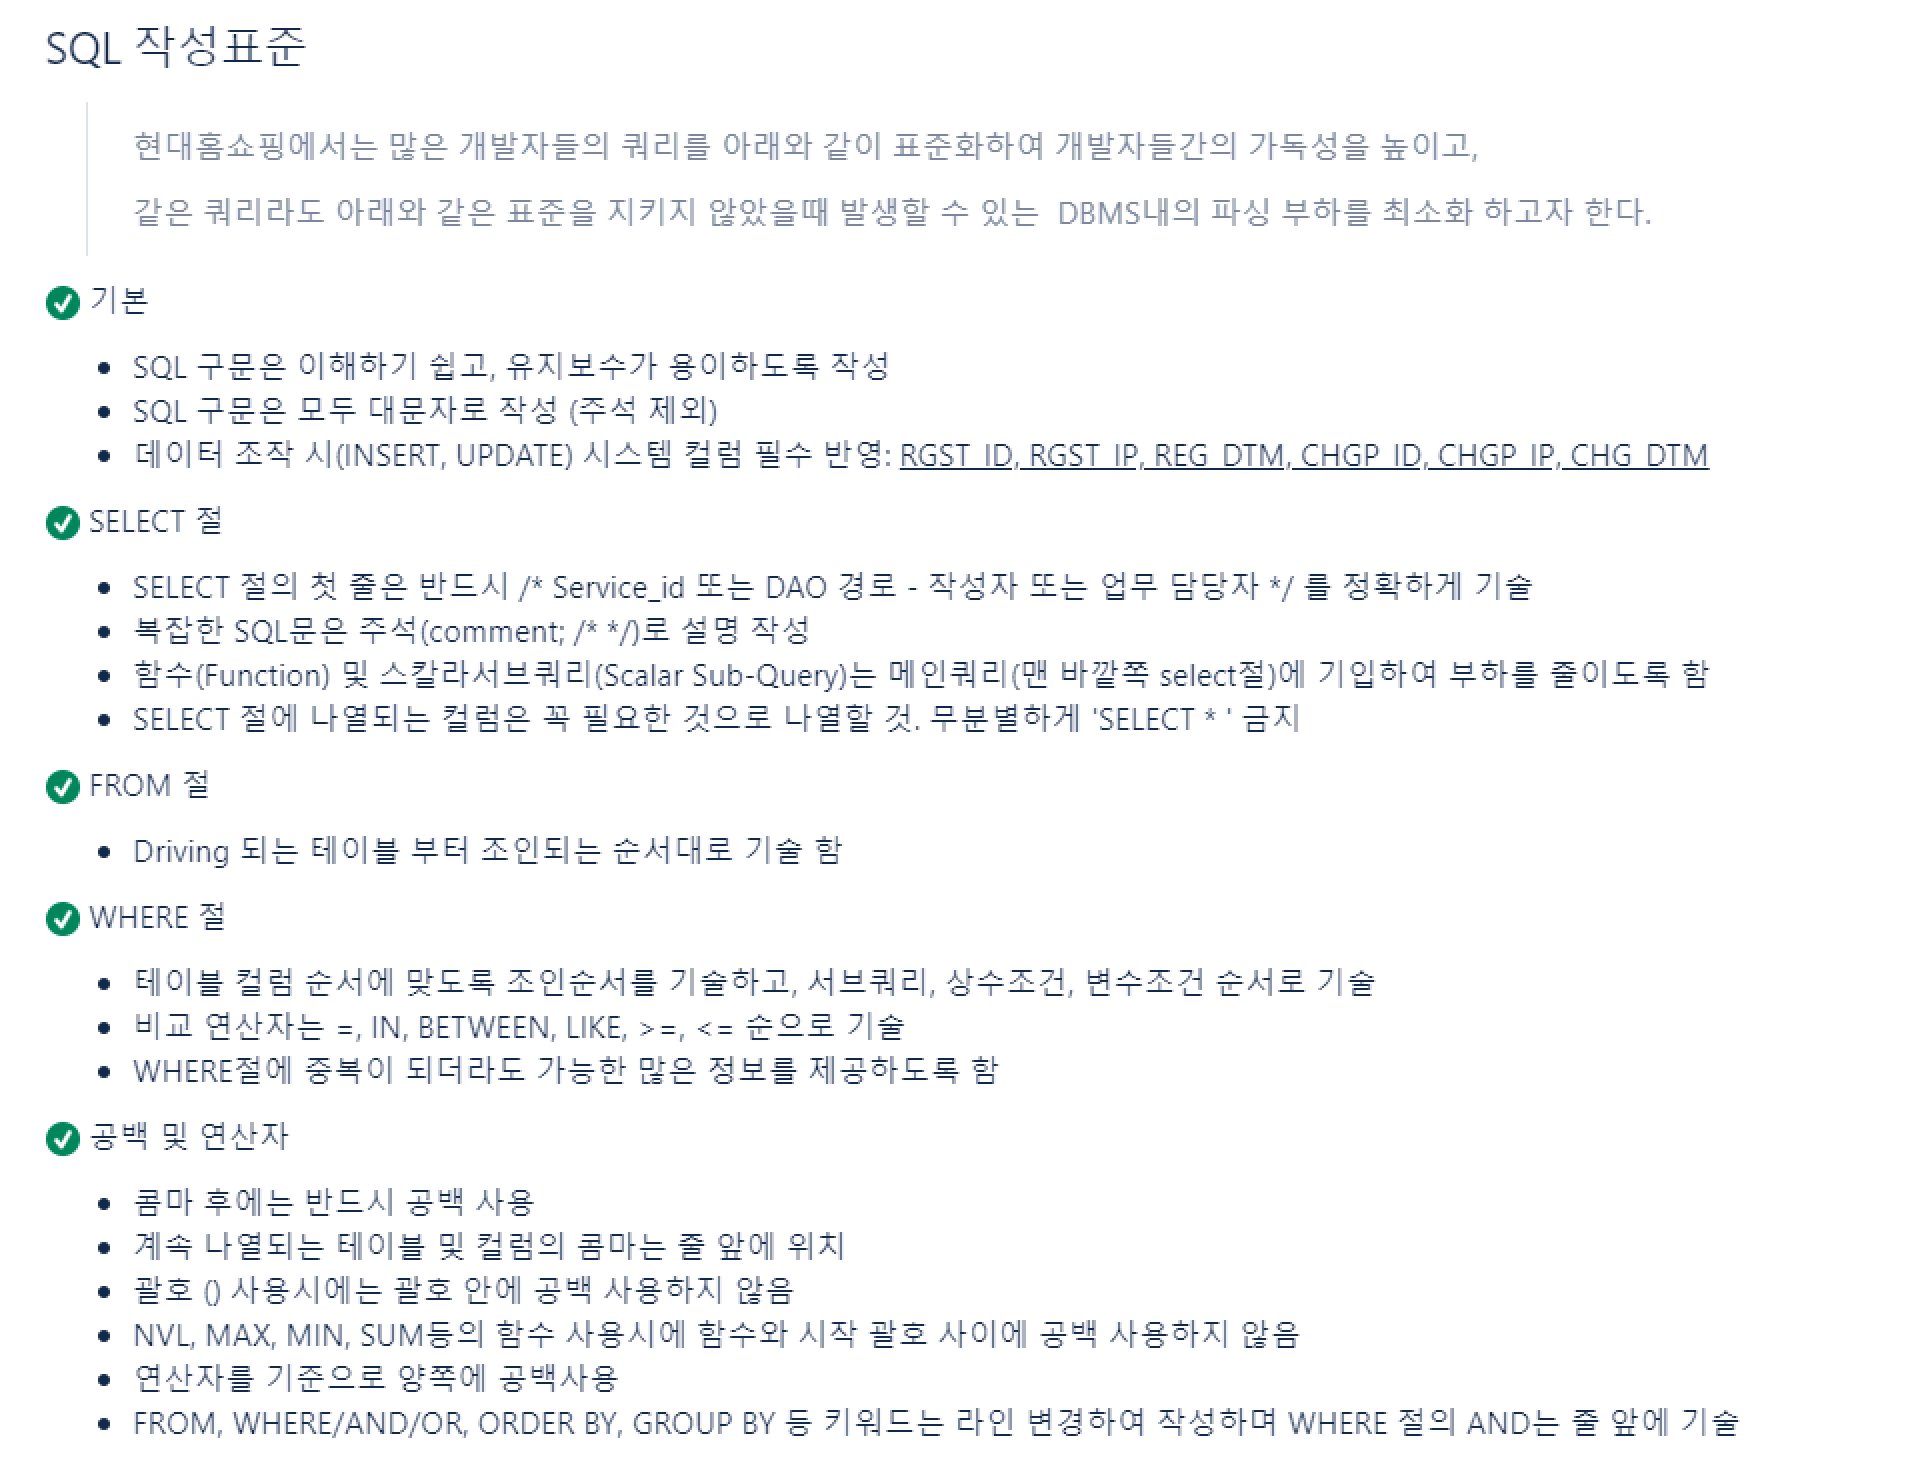 SQL 작성표준
현대홈쇼핑에서는 많은 개발자들의 쿼리를 아래와 같이 표준화하여 개발자들간의 가독성을 높이고,
같은 쿼리라도 아래와 같은 표준을 지키지 않았을때 발생할 수 있는 DBMS내의 파싱 부하를 최소화 하고자 한다.
기본
• SQL 구문은 이해하기 쉽고, 유지보수가 용이하도록 작성
• SQL 구문은 모두 대문자로 작성 (주석 제외)
• 데이터 조작 시(INSERT, UPDATE) 시스템 컬럼 필수 반영: RGST_ID, RGST_IP, REG_DTM, CHGP_ID, CHGP_IP, CHG_DTM
SELECT 절
• SELECT 절의 첫 줄은 반드시 /* Service_id 또는 DAO 경로 - 작성자 또는 업무 담당자 */ 를 정확하게 기술
• 복잡한 SQL문은 주석(comment; /* */)로 설명 작성
• 함수(Function) 및 스칼라서브쿼리(Scalar Sub-Query)는 메인쿼리(맨 바깥쪽 select절)에 기입하여 부하를 줄이도록 함
• SELECT 절에 나열되는 컬럼은 꼭 필요한 것으로 나열할 것. 무분별하게 'SELECT * ' 금지
FROM 절
• Driving 되는 테이블 부터 조인되는 순서대로 기술 함
WHERE 절
• 테이블 컬럼 순서에 맞도록 조인순서를 기술하고, 서브쿼리, 상수조건, 변수조건 순서로 기술
• 비교 연산자는 =, IN, BETWEEN, LIKE, >=, <= 순으로 기술
• WHERE절에 중복이 되더라도 가능한 많은 정보를 제공하도록 함
공백 및 연산자
• 콤마 후에는 반드시 공백 사용
• 계속 나열되는 테이블 및 컬럼의 콤마는 줄 앞에 위치
• 괄호 () 사용시에는 괄호 안에 공백 사용하지 않음
• NVL, MAX, MIN, SUM등의 함수 사용시에 함수와 시작 괄호 사이에 공백 사용하지 않음
• 연산자를 기준으로 양쪽에 공백사용
• FROM, WHERE/AND/OR, ORDER BY, GROUP BY 등 키워드는 라인 변경하여 작성하며 WHERE 절의 AND는 줄 앞에 기술